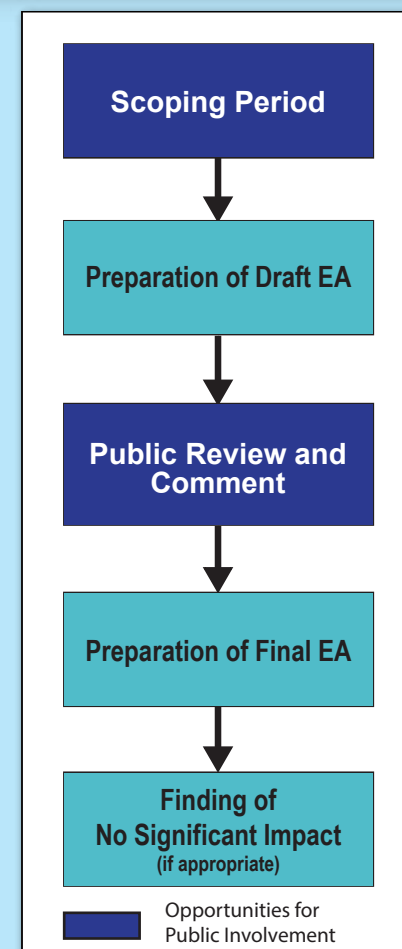 Scoping Period
Preparation of Draft EA
Public Review and
Comment
Preparation of Final EA
Finding of
No Significant Impact
(if appropriate)
Opportunities for
Public Involvement